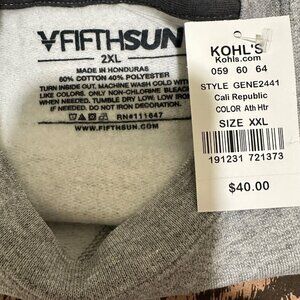 FIFTHSUN
2XL
MADE IN HONDURAS
60% COTTON 40% POLYESTER
TURN INSIDE OUT. MACHINE WASH COLD WITH
LIKE COLORS. ONLY NON-CHLORINE BLEACH
WHEN NEEDED. TUMBLE DRY LOW. LOW IRON
IF NEEDED. DO NOT DRY CLEAN.
RN#111647
WWW.FIFTHSUN.COM
KOHL'S
Kohls.com
059 60 64
STYLE GENE2441
Cali Republic
COLOR Ath Htr
SIZE XXL
191231 721373
$40.00